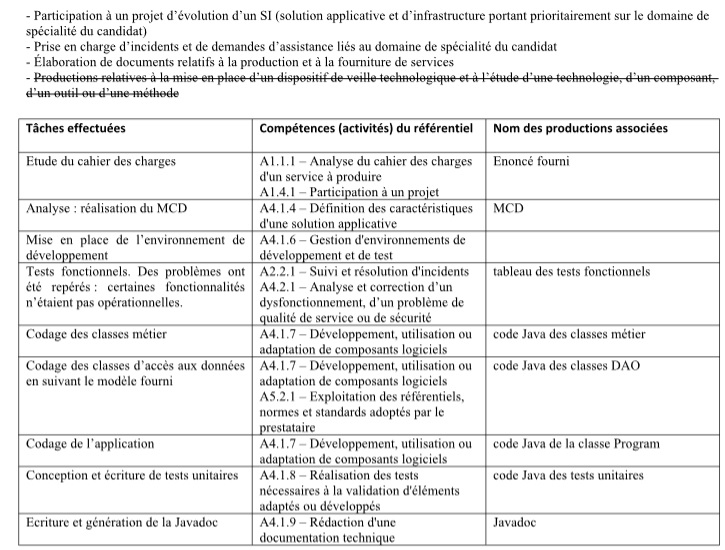 - Participation à un projet d’évolution d’un SI (solution applicative et d’infrastructure portant prioritairement sur le domaine de
spécialité du candidat)
- Prise en charge d’incidents et de demandes d’assistance liés au domaine de spécialité du candidat
- Élaboration de documents relatifs à la production et à la fourniture de services
- Productions relatives à la mise en place d’un dispositif de veille technologique et à l’étude d’une technologie, d’un composant,
d’un outil ou d’une méthode
Tâches effectuées
Compétences (activités) du référentiel
Nom des productions associées
Etude du cahier des charges
A1.1.1 – Analyse du cahier des charges
d'un service à produire
A1.4.1 – Participation à un projet
Enoncé fourni
Analyse : réalisation du MCD
A4.1.4 – Définition des caractéristiques
d'une solution applicative
MCD
Mise en place de l’environnement de
développement
A4.1.6 – Gestion d'environnements de
développement et de test
Tests fonctionnels. Des problèmes ont
été repérés : certaines fonctionnalités
n’étaient pas opérationnelles.
A2.2.1 – Suivi et résolution d'incidents
A4.2.1 – Analyse et correction d’un
dysfonctionnement, d’un problème de
qualité de service ou de sécurité
tableau des tests fonctionnels
Codage des classes métier
A4.1.7 – Développement, utilisation ou
adaptation de composants logiciels
code Java des classes métier
Codage des classes d’accès aux données
en suivant le modèle fourni
A4.1.7 – Développement, utilisation ou
adaptation de composants logiciels
A5.2.1 – Exploitation des référentiels,
normes et standards adoptés par le
prestataire
code Java des classes DAO
Codage de l’application
A4.1.7 – Développement, utilisation ou
adaptation de composants logiciels
code Java de la classe Program
Conception et écriture de tests unitaires
A4.1.8 – Réalisation des tests
nécessaires à la validation d'éléments
adaptés ou développés
code Java des tests unitaires
Ecriture et génération de la Javadoc
A4.1.9 – Rédaction d'une
documentation technique
Javadoc